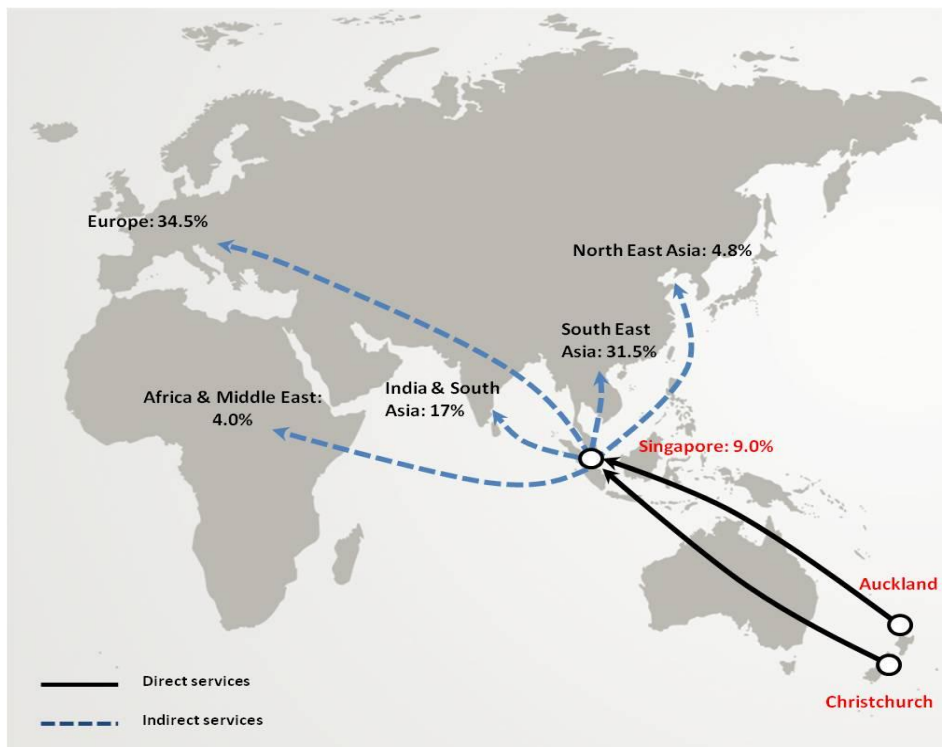 Europe: 34.5%
North East Asia: 4.8%
South East
Asia: 31.5%
Africa & Middle East:
4.0%
India & South
Asia: 17%
Singapore: 9.0%
Auckland
Christchurch
Direct services
Indirect services